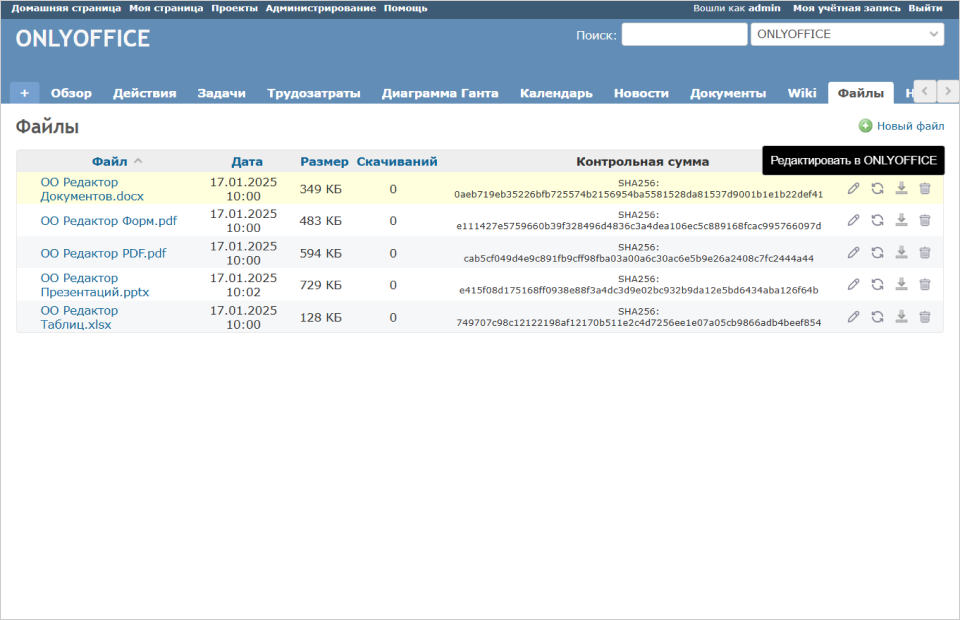 Домашняя страница Моя страница Проекты Администрирование Помощь Вошли как admin Моя учётная запись Выйти
ONLYOFFICE Поиск: ONLYOFFICE
+ Обзор Действия Задачи Трудозатраты Диаграмма Ганта Календарь Новости Документы Wiki Файлы
Файлы Новый файл
Файл Дата Размер Скачиваний Контрольная сумма Редактировать в ONLYOFFICE
ОО Редактор Документов.docx 17.01.2025 10:00 349 КБ 0 SHA256: 0aeb719eb35226bfb725574b2156954ba5581528da81537d9001b1e1b22def41
ОО Редактор Форм.pdf 17.01.2025 10:00 483 КБ 0 SHA256: e111427e5759660b39f328496d4836c3a4dea106ec5c889168fcac995766097d
ОО Редактор PDF.pdf 17.01.2025 10:00 594 КБ 0 SHA256: cab5cf049d4e9c891fb9cff98fba03a00a6c30ac6e5b9e26a2408c7fc2444a44
ОО Редактор Презентаций.pptx 17.01.2025 10:02 729 КБ 0 SHA256: e415f08d175168ff0938e88f3a4dc3d9e02bc932b9da12e5bd6434aba126f64b
ОО Редактор Таблиц.xlsx 17.01.2025 10:00 128 КБ 0 SHA256: 749707c98c12122198af12170b511e2c4d7256ee1e07a05cb9866adb4beef854